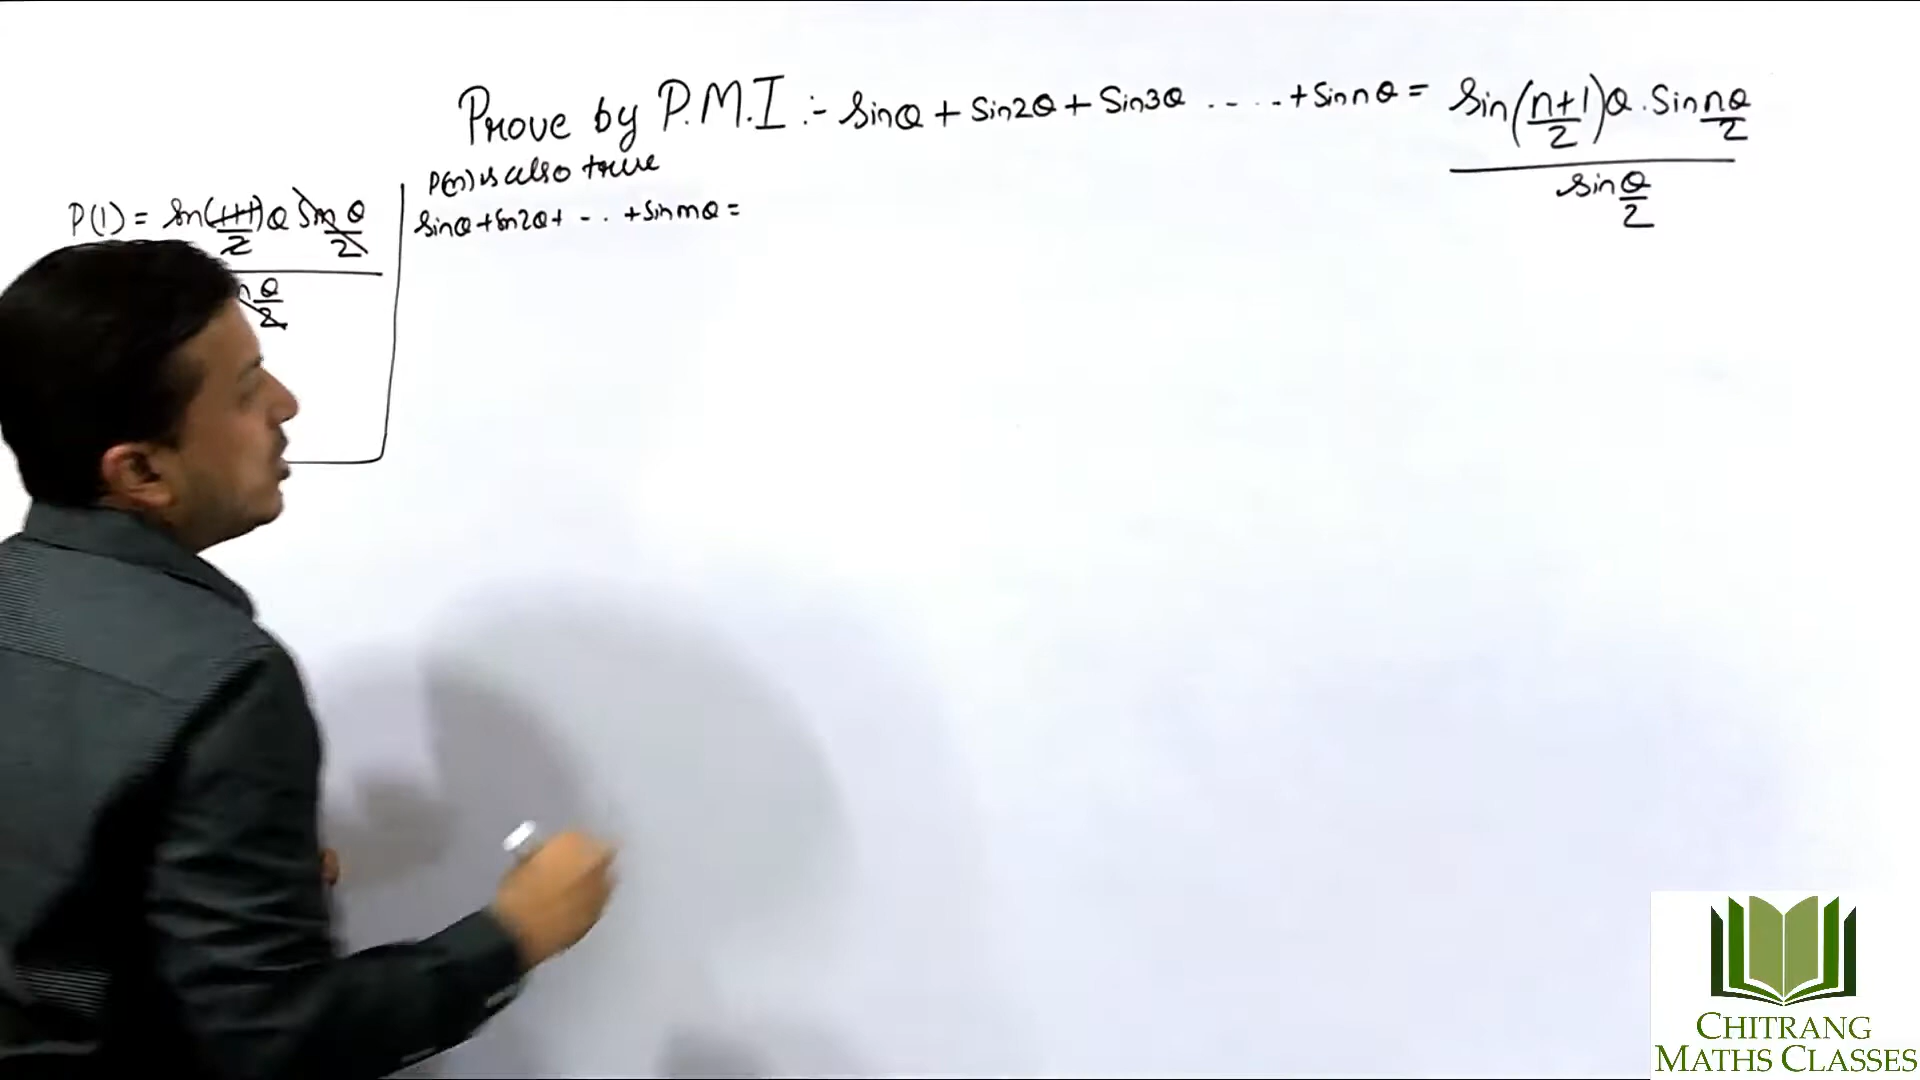 Prove by P.M.I :- Sinθ + Sin2θ + Sin3θ ..... + Sin nθ = Sin(n+1/2)θ . Sin nθ/2
Sin θ/2
P(1) = Sin(1+1/2)θ Sin θ/2
θ/2
P(m) is also true
Sinθ + Sin2θ + ... + Sin mθ =
CHITRANG
MATHS CLASSES